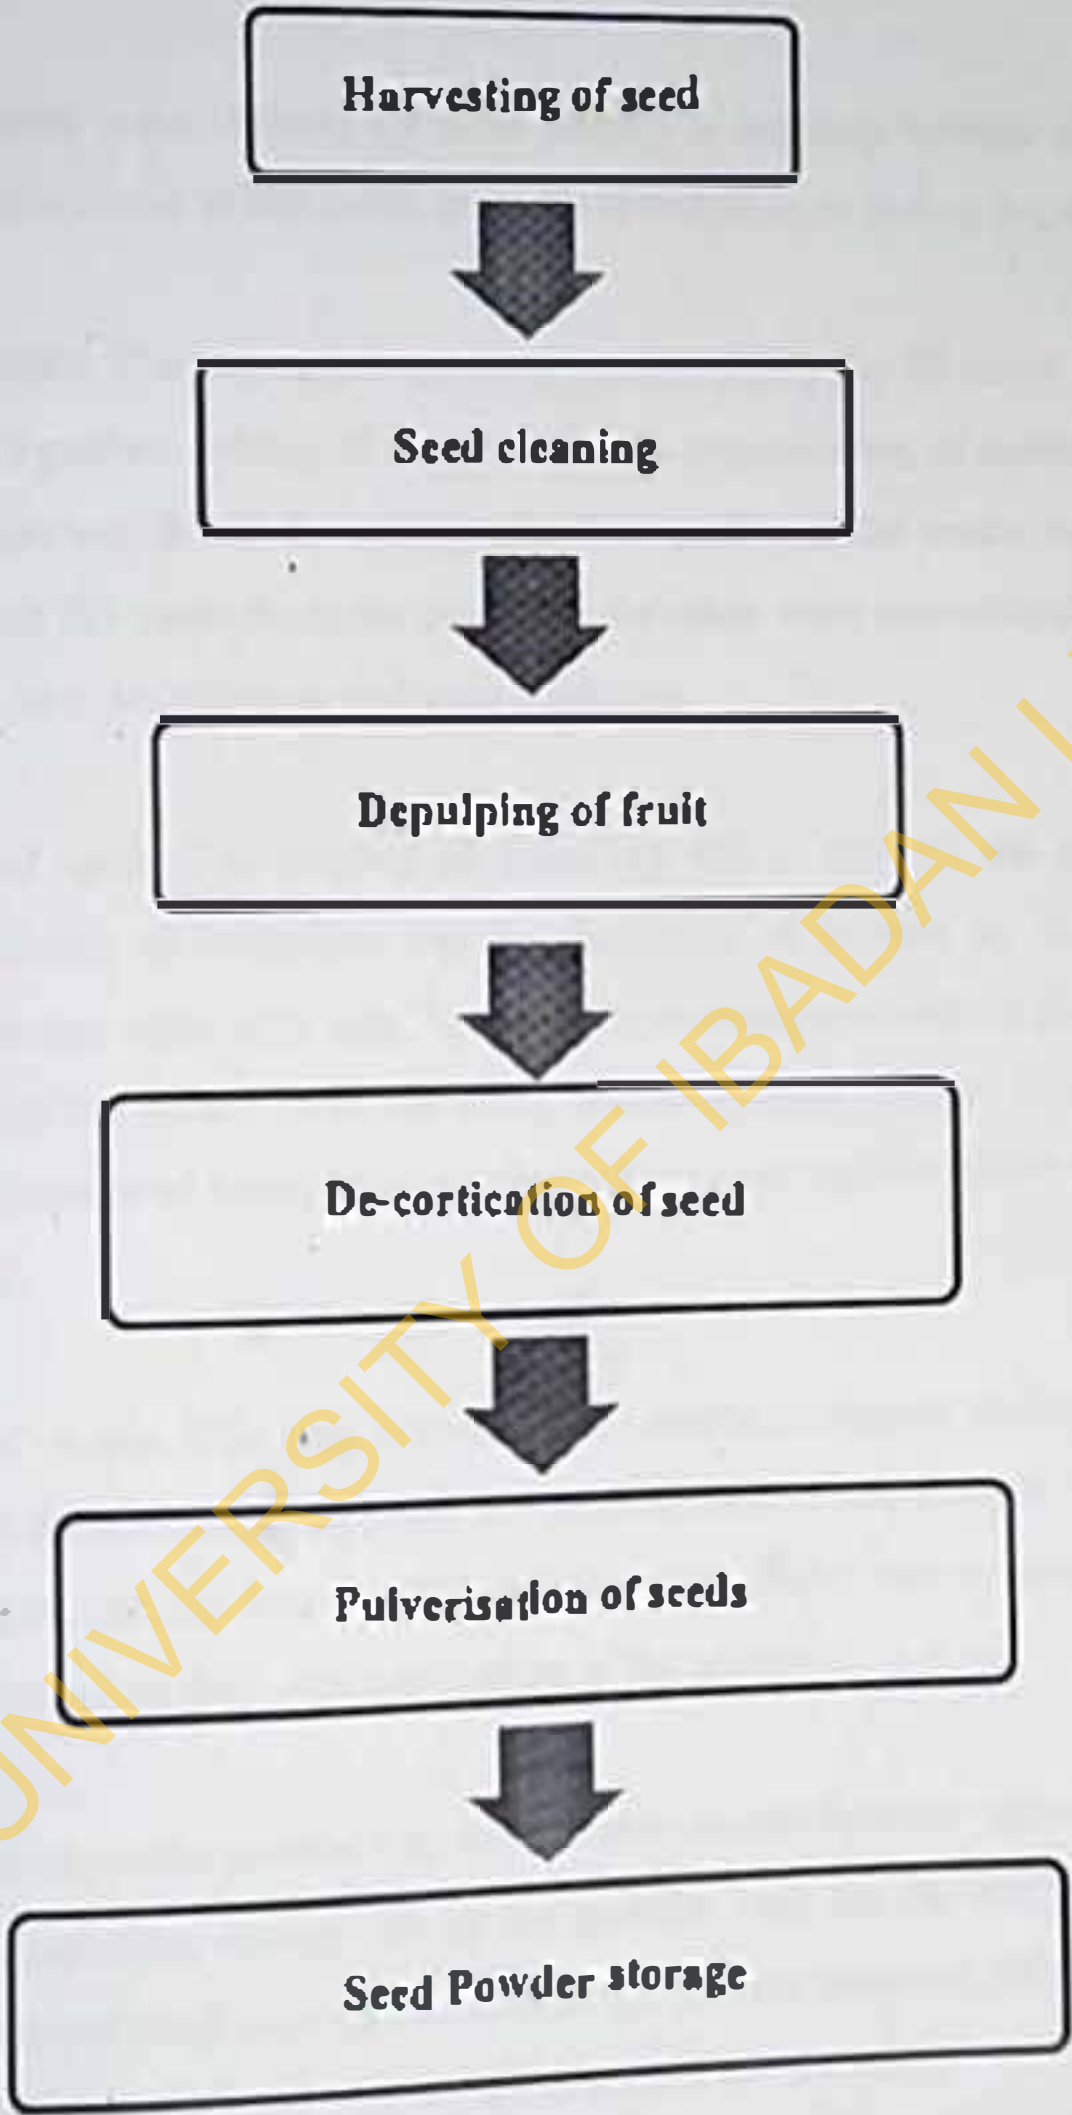 Harvesting of seed
Seed cleaning
Depulping of fruit
De-cortication of seed
Pulverisation of seeds
Seed Powder storage
UNIVERSITY OF IBADAN